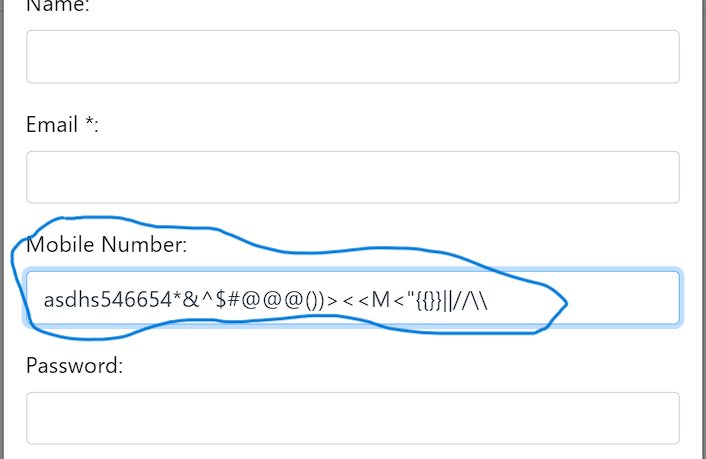 Name:
Email *:
Mobile Number:
asdhs546654*&^$#@@@())><<M<"{{}}||//\\
Password: